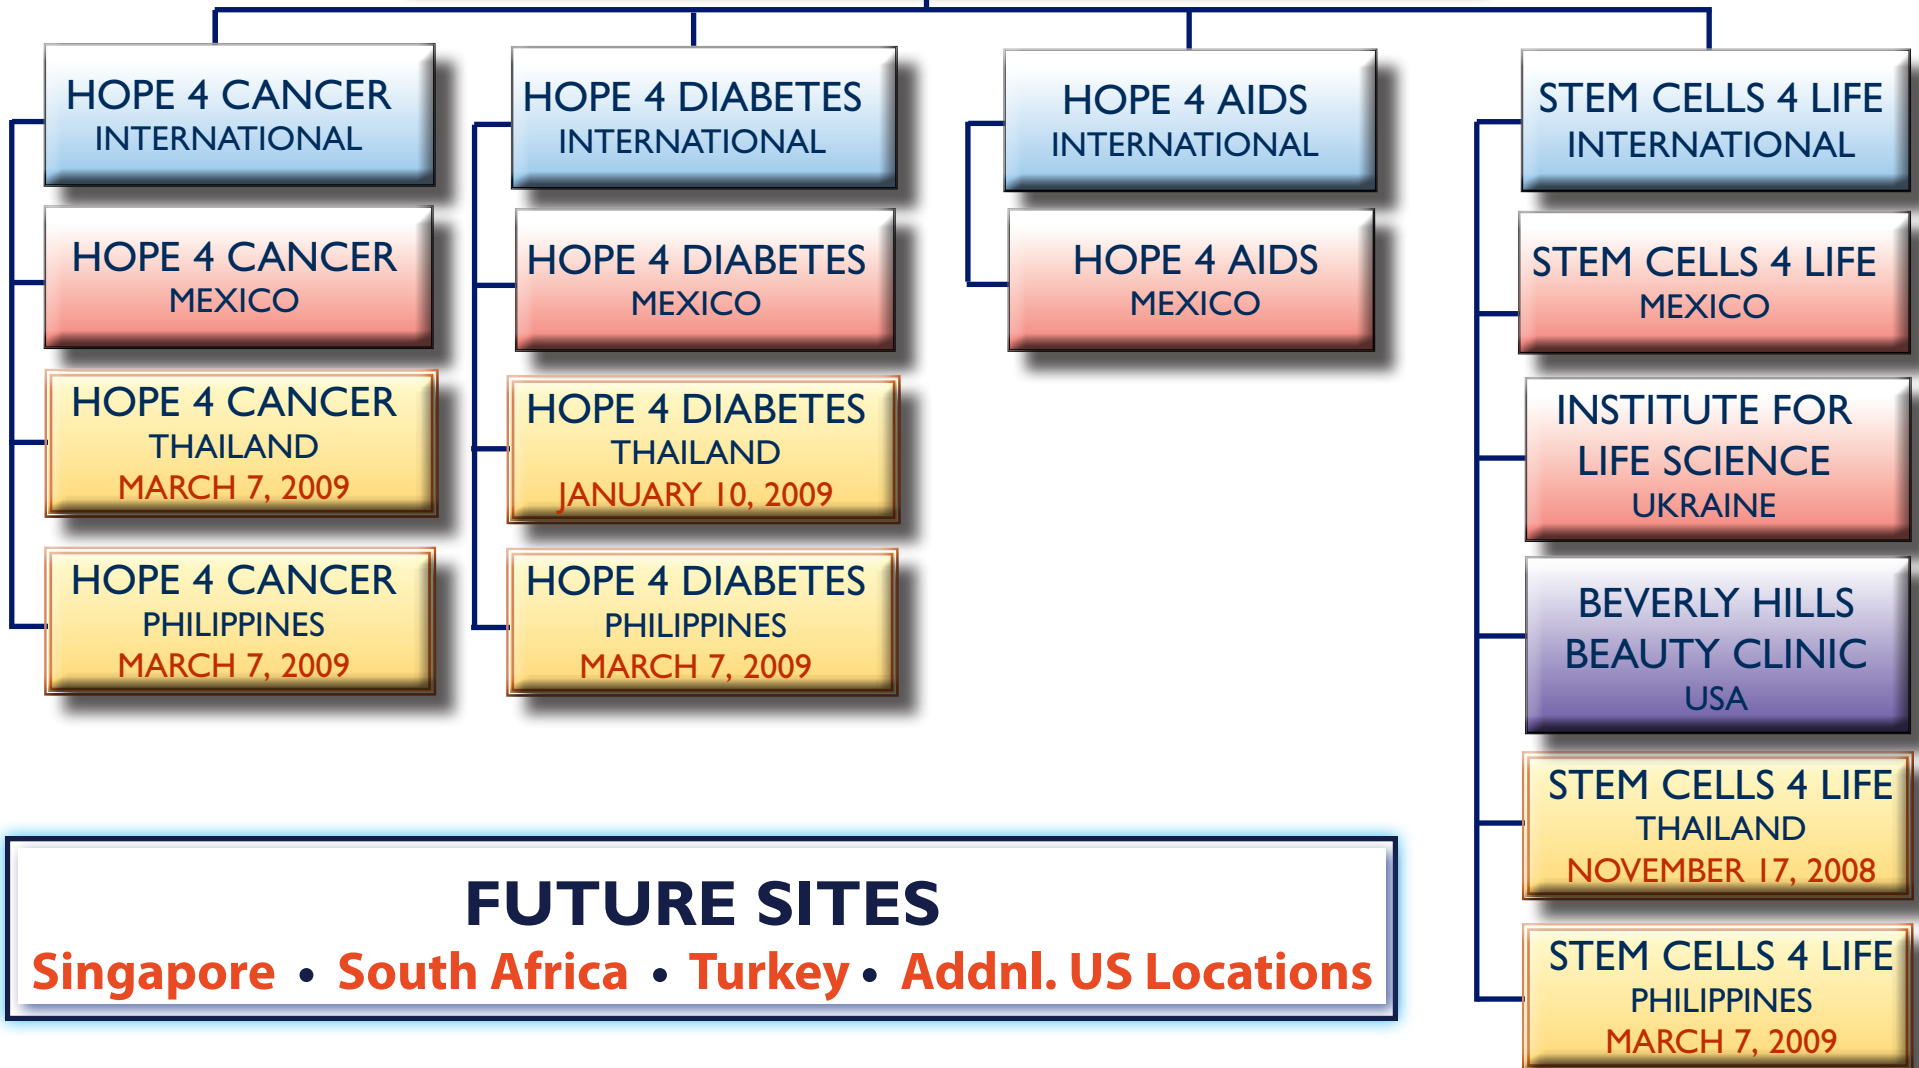 HOPE 4 CANCER
INTERNATIONAL
HOPE 4 CANCER
MEXICO
HOPE 4 CANCER
THAILAND
MARCH 7, 2009
HOPE 4 CANCER
PHILIPPINES
MARCH 7, 2009
HOPE 4 DIABETES
INTERNATIONAL
HOPE 4 DIABETES
MEXICO
HOPE 4 DIABETES
THAILAND
JANUARY 10, 2009
HOPE 4 DIABETES
PHILIPPINES
MARCH 7, 2009
HOPE 4 AIDS
INTERNATIONAL
HOPE 4 AIDS
MEXICO
STEM CELLS 4 LIFE
INTERNATIONAL
STEM CELLS 4 LIFE
MEXICO
INSTITUTE FOR
LIFE SCIENCE
UKRAINE
BEVERLY HILLS
BEAUTY CLINIC
USA
STEM CELLS 4 LIFE
THAILAND
NOVEMBER 17, 2008
STEM CELLS 4 LIFE
PHILIPPINES
MARCH 7, 2009
FUTURE SITES
Singapore • South Africa • Turkey • Addnl. US Locations